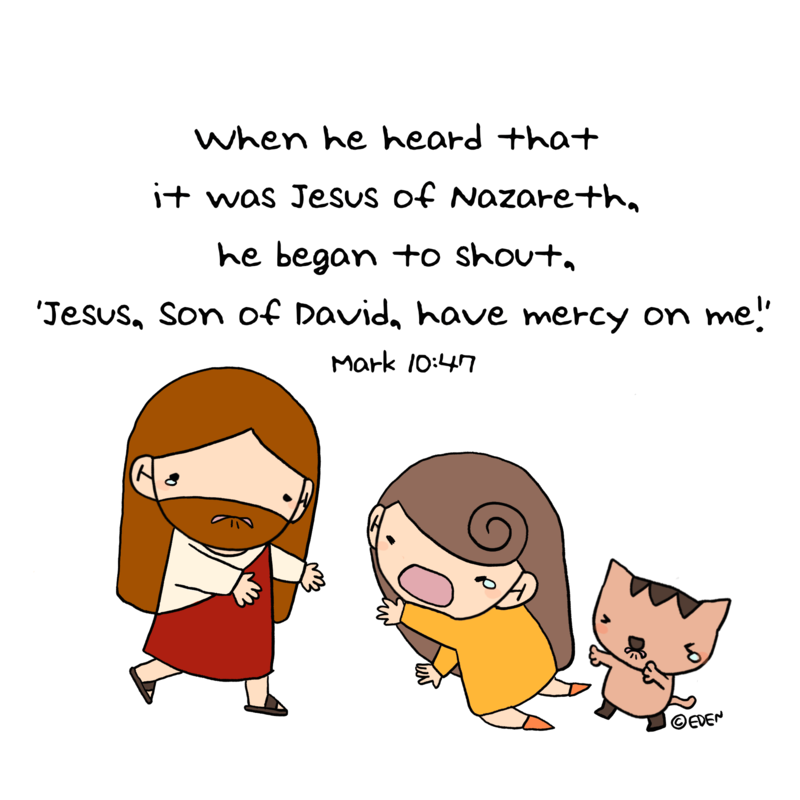 When he heard that
it was Jesus of Nazareth,
he began to shout,
'Jesus, Son of David, have mercy on me!'
Mark 10:47
©EDEN